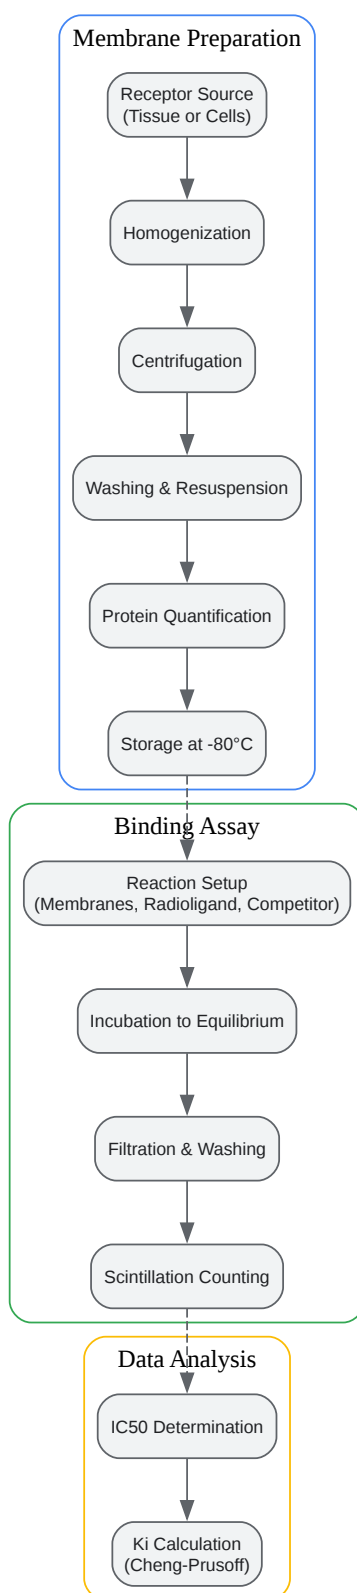 Membrane Preparation
Receptor Source
(Tissue or Cells)
Homogenization
Centrifugation
Washing & Resuspension
Protein Quantification
Storage at -80°C
Binding Assay
Reaction Setup
(Membranes, Radioligand, Competitor)
Incubation to Equilibrium
Filtration & Washing
Scintillation Counting
Data Analysis
IC50 Determination
Ki Calculation
(Cheng-Prusoff)